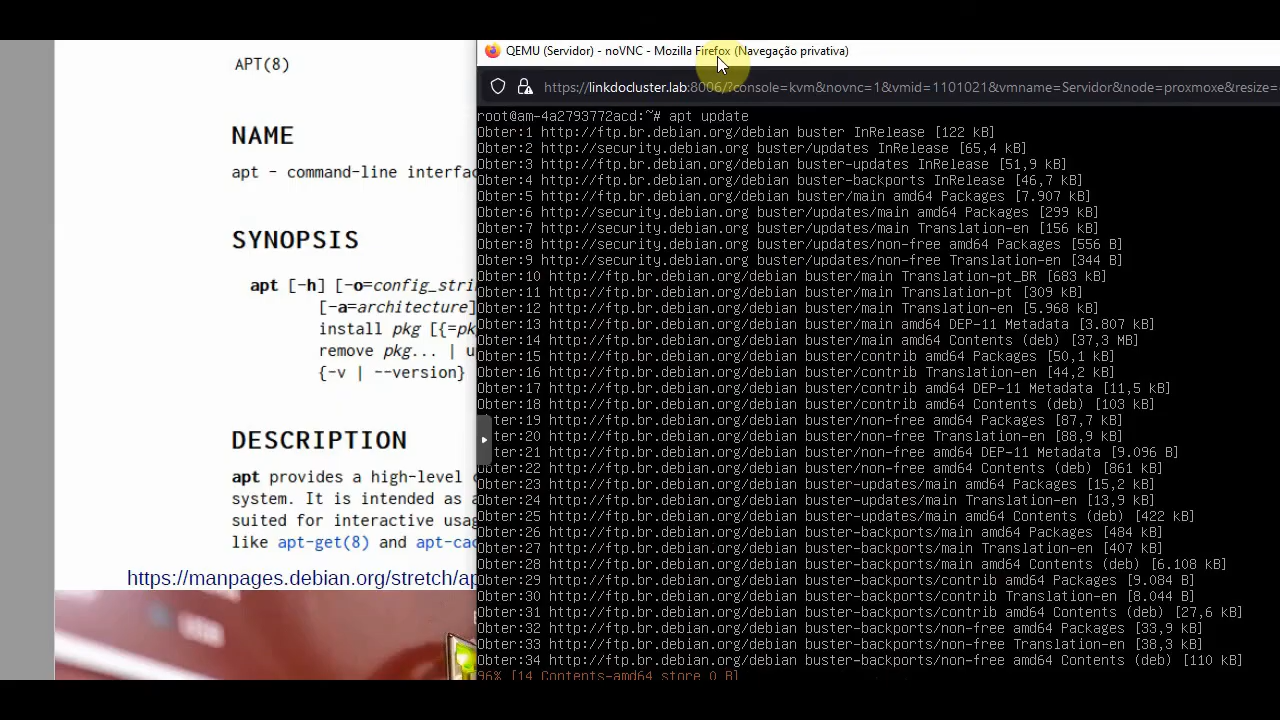 APT(8)
NAME
apt - command-line interfac
SYNOPSIS
apt [-h] [-o=config_stri
[-a=architecture]
install pkg [{=pk
remove pkg... | u
{-v | --version}
DESCRIPTION
apt provides a high-level c
system. It is intended as a
suited for interactive usag
like apt-get(8) and apt-cac
https://manpages.debian.org/stretch/ap
QEMU (Servidor) - noVNC - Mozilla Firefox (Navegação privativa)
https://linkdocluster.lab:8006/?console=kvm&novnc=1&vmid=1101021&vmname=Servidor&node=proxmoxe&resize=
root@am-4a2793772acd:~# apt update
Obter:1 http://ftp.br.debian.org/debian buster InRelease [122 kB]
Obter:2 http://security.debian.org buster/updates InRelease [65,4 kB]
Obter:3 http://ftp.br.debian.org/debian buster-updates InRelease [51,9 kB]
Obter:4 http://ftp.br.debian.org/debian buster-backports InRelease [46,7 kB]
Obter:5 http://ftp.br.debian.org/debian buster/main amd64 Packages [7.907 kB]
Obter:6 http://security.debian.org buster/updates/main amd64 Packages [299 kB]
Obter:7 http://security.debian.org buster/updates/main Translation-en [156 kB]
Obter:8 http://security.debian.org buster/updates/non-free amd64 Packages [556 B]
Obter:9 http://security.debian.org buster/updates/non-free Translation-en [344 B]
Obter:10 http://ftp.br.debian.org/debian buster/main Translation-pt_BR [683 kB]
Obter:11 http://ftp.br.debian.org/debian buster/main Translation-pt [309 kB]
Obter:12 http://ftp.br.debian.org/debian buster/main Translation-en [5.968 kB]
Obter:13 http://ftp.br.debian.org/debian buster/main amd64 DEP-11 Metadata [3.807 kB]
Obter:14 http://ftp.br.debian.org/debian buster/main amd64 Contents (deb) [37,3 MB]
Obter:15 http://ftp.br.debian.org/debian buster/contrib amd64 Packages [50,1 kB]
Obter:16 http://ftp.br.debian.org/debian buster/contrib Translation-en [44,2 kB]
Obter:17 http://ftp.br.debian.org/debian buster/contrib amd64 DEP-11 Metadata [11,5 kB]
Obter:18 http://ftp.br.debian.org/debian buster/contrib amd64 Contents (deb) [103 kB]
ter:19 http://ftp.br.debian.org/debian buster/non-free amd64 Packages [87,7 kB]
ter:20 http://ftp.br.debian.org/debian buster/non-free Translation-en [88,9 kB]
ter:21 http://ftp.br.debian.org/debian buster/non-free amd64 DEP-11 Metadata [9.096 B]
Obter:22 http://ftp.br.debian.org/debian buster/non-free amd64 Contents (deb) [861 kB]
Obter:23 http://ftp.br.debian.org/debian buster-updates/main amd64 Packages [15,2 kB]
Obter:24 http://ftp.br.debian.org/debian buster-updates/main Translation-en [13,9 kB]
Obter:25 http://ftp.br.debian.org/debian buster-updates/main amd64 Contents (deb) [422 kB]
Obter:26 http://ftp.br.debian.org/debian buster-backports/main amd64 Packages [484 kB]
Obter:27 http://ftp.br.debian.org/debian buster-backports/main Translation-en [407 kB]
Obter:28 http://ftp.br.debian.org/debian buster-backports/main amd64 Contents (deb) [6.108 kB]
Obter:29 http://ftp.br.debian.org/debian buster-backports/contrib amd64 Packages [9.084 B]
Obter:30 http://ftp.br.debian.org/debian buster-backports/contrib Translation-en [8.044 B]
Obter:31 http://ftp.br.debian.org/debian buster-backports/contrib amd64 Contents (deb) [27,6 kB]
Obter:32 http://ftp.br.debian.org/debian buster-backports/non-free amd64 Packages [33,9 kB]
Obter:33 http://ftp.br.debian.org/debian buster-backports/non-free Translation-en [38,3 kB]
Obter:34 http://ftp.br.debian.org/debian buster-backports/non-free amd64 Contents (deb) [110 kB]
96% [14 Contents-amd64 store 0 B]